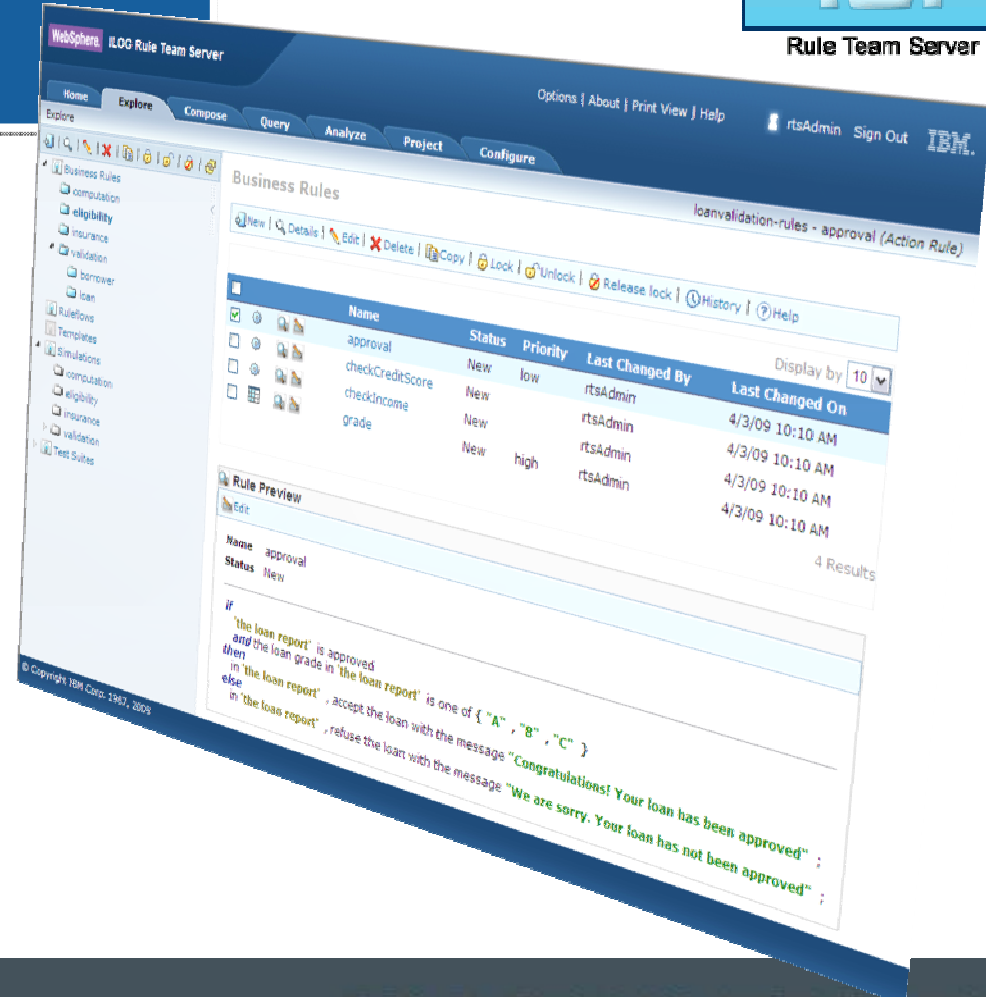 Rule Team Server
WebSphere. ILOG Rule Team Server
Options | About | Print View | Help
rtsAdmin Sign Out IBM.
Home Explore Compose Query Analyze Project Configure
Explore
loanvalidation-rules - approval (Action Rule)
Business Rules
computation
eligibility
insurance
validation
borrower
loan
Ruleflows
Templates
Simulations
computation
eligibility
insurance
validation
Test Suites
Business Rules
New | Details | Edit | Delete | Copy | Lock | Unlock | Release lock | History | Help
Display by 10
Name Status Priority Last Changed By Last Changed On
approval New low rtsAdmin 4/3/09 10:10 AM
checkCreditScore New rtsAdmin 4/3/09 10:10 AM
checkIncome New rtsAdmin 4/3/09 10:10 AM
grade New high rtsAdmin 4/3/09 10:10 AM
4 Results
Rule Preview
Edit
Name approval
Status New
if
'the loan report' is approved
and the loan grade in 'the loan report' is one of { "A" , "B" , "C" }
then
in 'the loan report' , accept the loan with the message "Congratulations! Your loan has been approved" ;
else
in 'the loan report' , refuse the loan with the message "We are sorry. Your loan has not been approved" ;
© Copyright IBM Corp. 1987, 2009